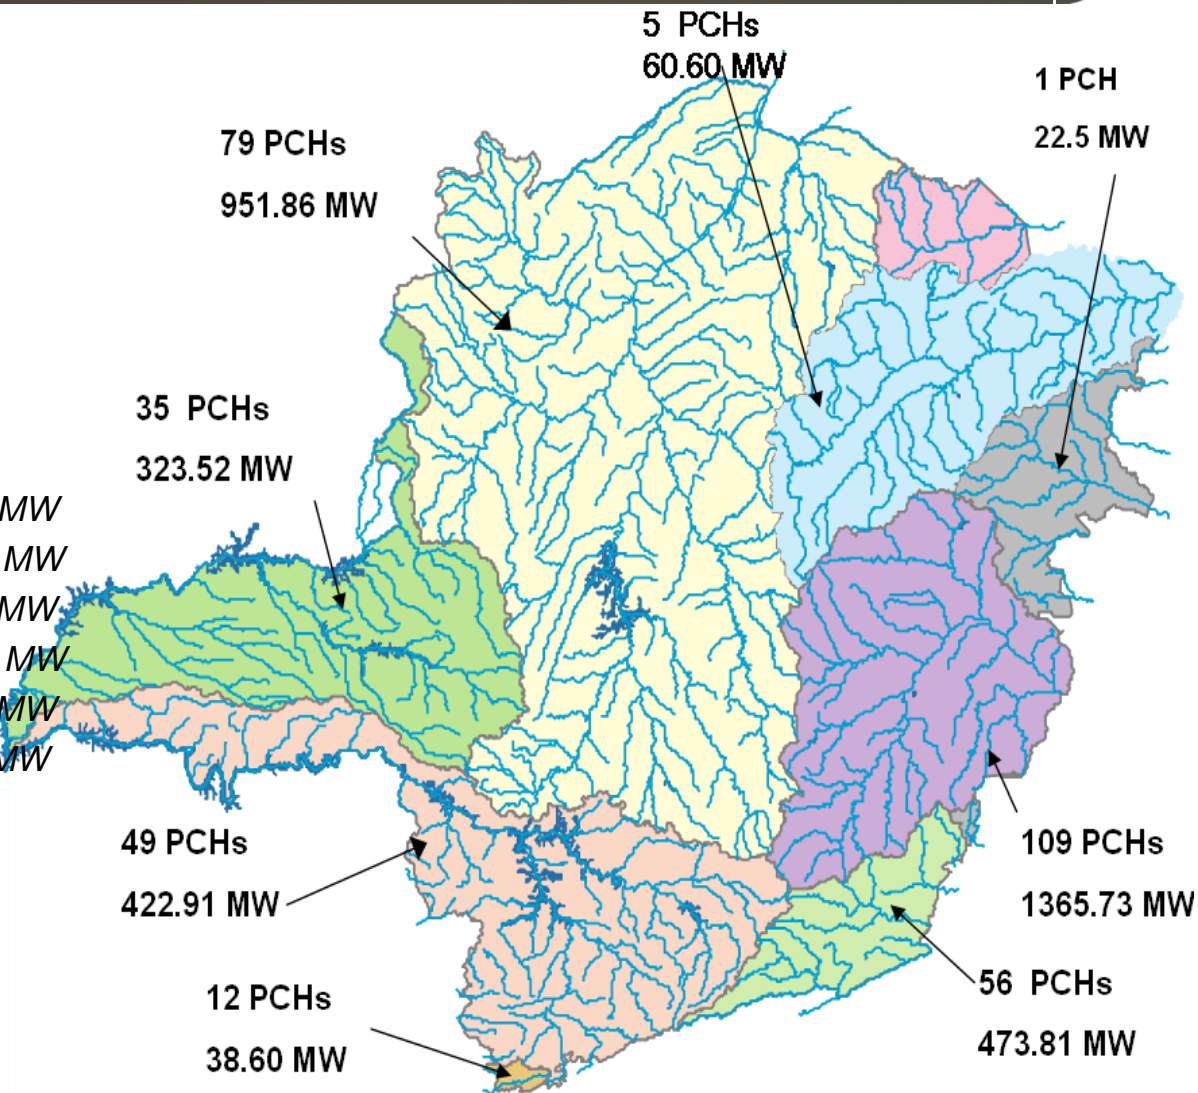 5 PCHs
60.60 MW
1 PCH
22.5 MW
79 PCHs
951.86 MW
35 PCHs
323.52 MW
MW
MW
MW
MW
MW
MW
49 PCHs
422.91 MW
109 PCHs
1365.73 MW
12 PCHs
38.60 MW
56 PCHs
473.81 MW